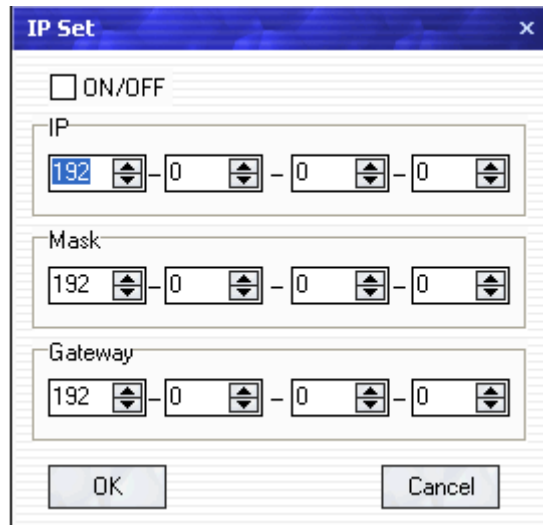 IP Set ×
ON/OFF
IP
192 – 0 – 0 – 0
Mask
192 – 0 – 0 – 0
Gateway
192 – 0 – 0 – 0
OK Cancel